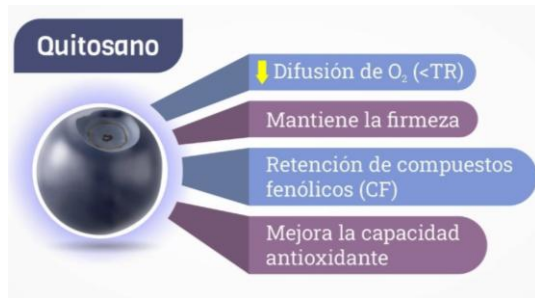 Quitosano
Difusión de O₂ (<TR)
Mantiene la firmeza
Retención de compuestos
fenólicos (CF)
Mejora la capacidad
antioxidante